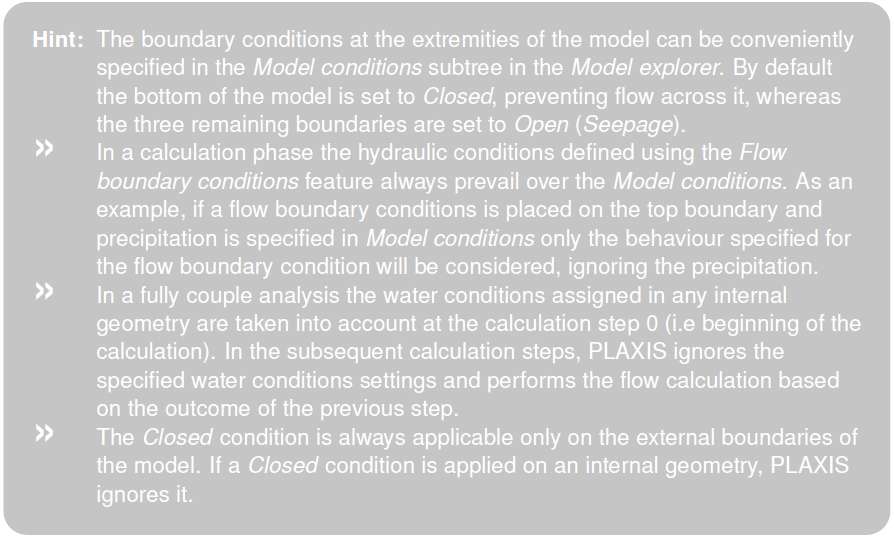 Hint: The boundary conditions at the extremities of the model can be conveniently
specified in the Model conditions subtree in the Model explorer. By default
the bottom of the model is set to Closed, preventing flow across it, whereas
the three remaining boundaries are set to Open (Seepage).
» In a calculation phase the hydraulic conditions defined using the Flow
boundary conditions feature always prevail over the Model conditions. As an
example, if a flow boundary conditions is placed on the top boundary and
precipitation is specified in Model conditions only the behaviour specified for
the flow boundary condition will be considered, ignoring the precipitation.
» In a fully couple analysis the water conditions assigned in any internal
geometry are taken into account at the calculation step 0 (i.e beginning of the
calculation). In the subsequent calculation steps, PLAXIS ignores the
specified water conditions settings and performs the flow calculation based
on the outcome of the previous step.
» The Closed condition is always applicable only on the external boundaries of
the model. If a Closed condition is applied on an internal geometry, PLAXIS
ignores it.